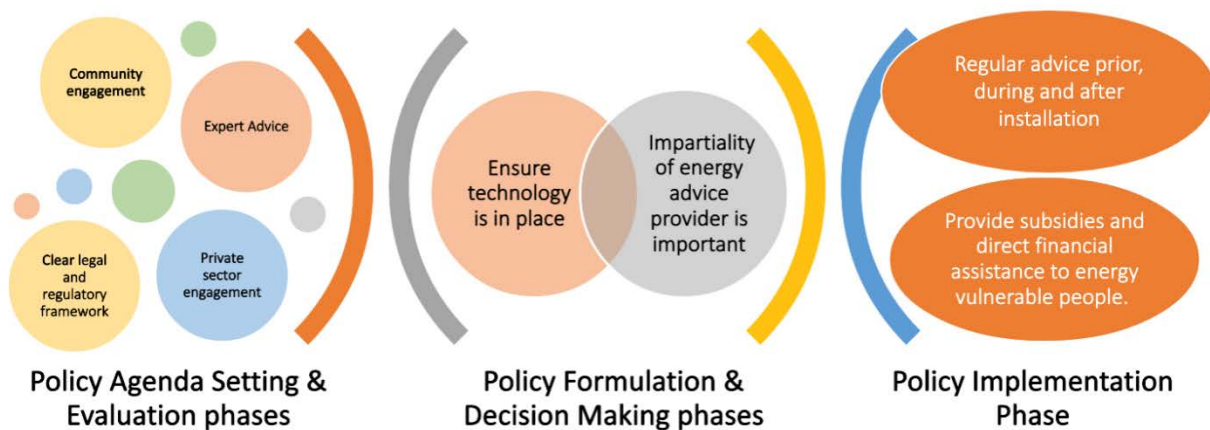 Community
engagement
Expert Advice
Clear legal
and
regulatory
framework
Private
sector
engagement
Policy Agenda Setting &
Evaluation phases
Ensure
technology
is in place
Impartiality
of energy
advice
provider is
important
Policy Formulation &
Decision Making phases
Regular advice prior,
during and after
installation
Provide subsidies and
direct financial
assistance to energy
vulnerable people.
Policy Implementation
Phase